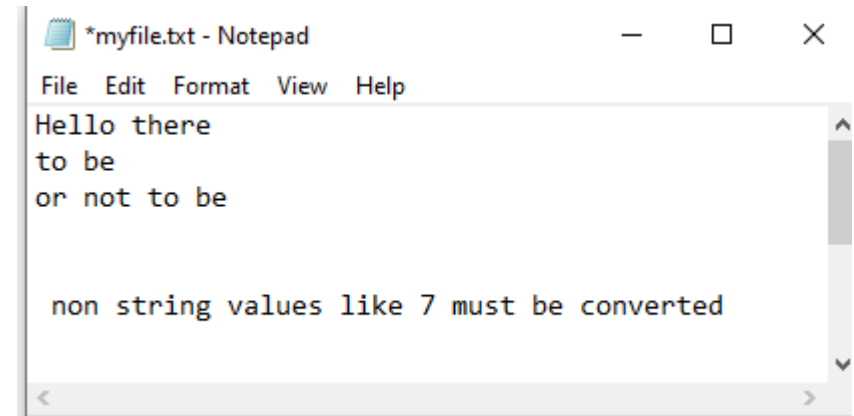 *myfile.txt - Notepad
File Edit Format View Help
Hello there
to be
or not to be
non string values like 7 must be converted